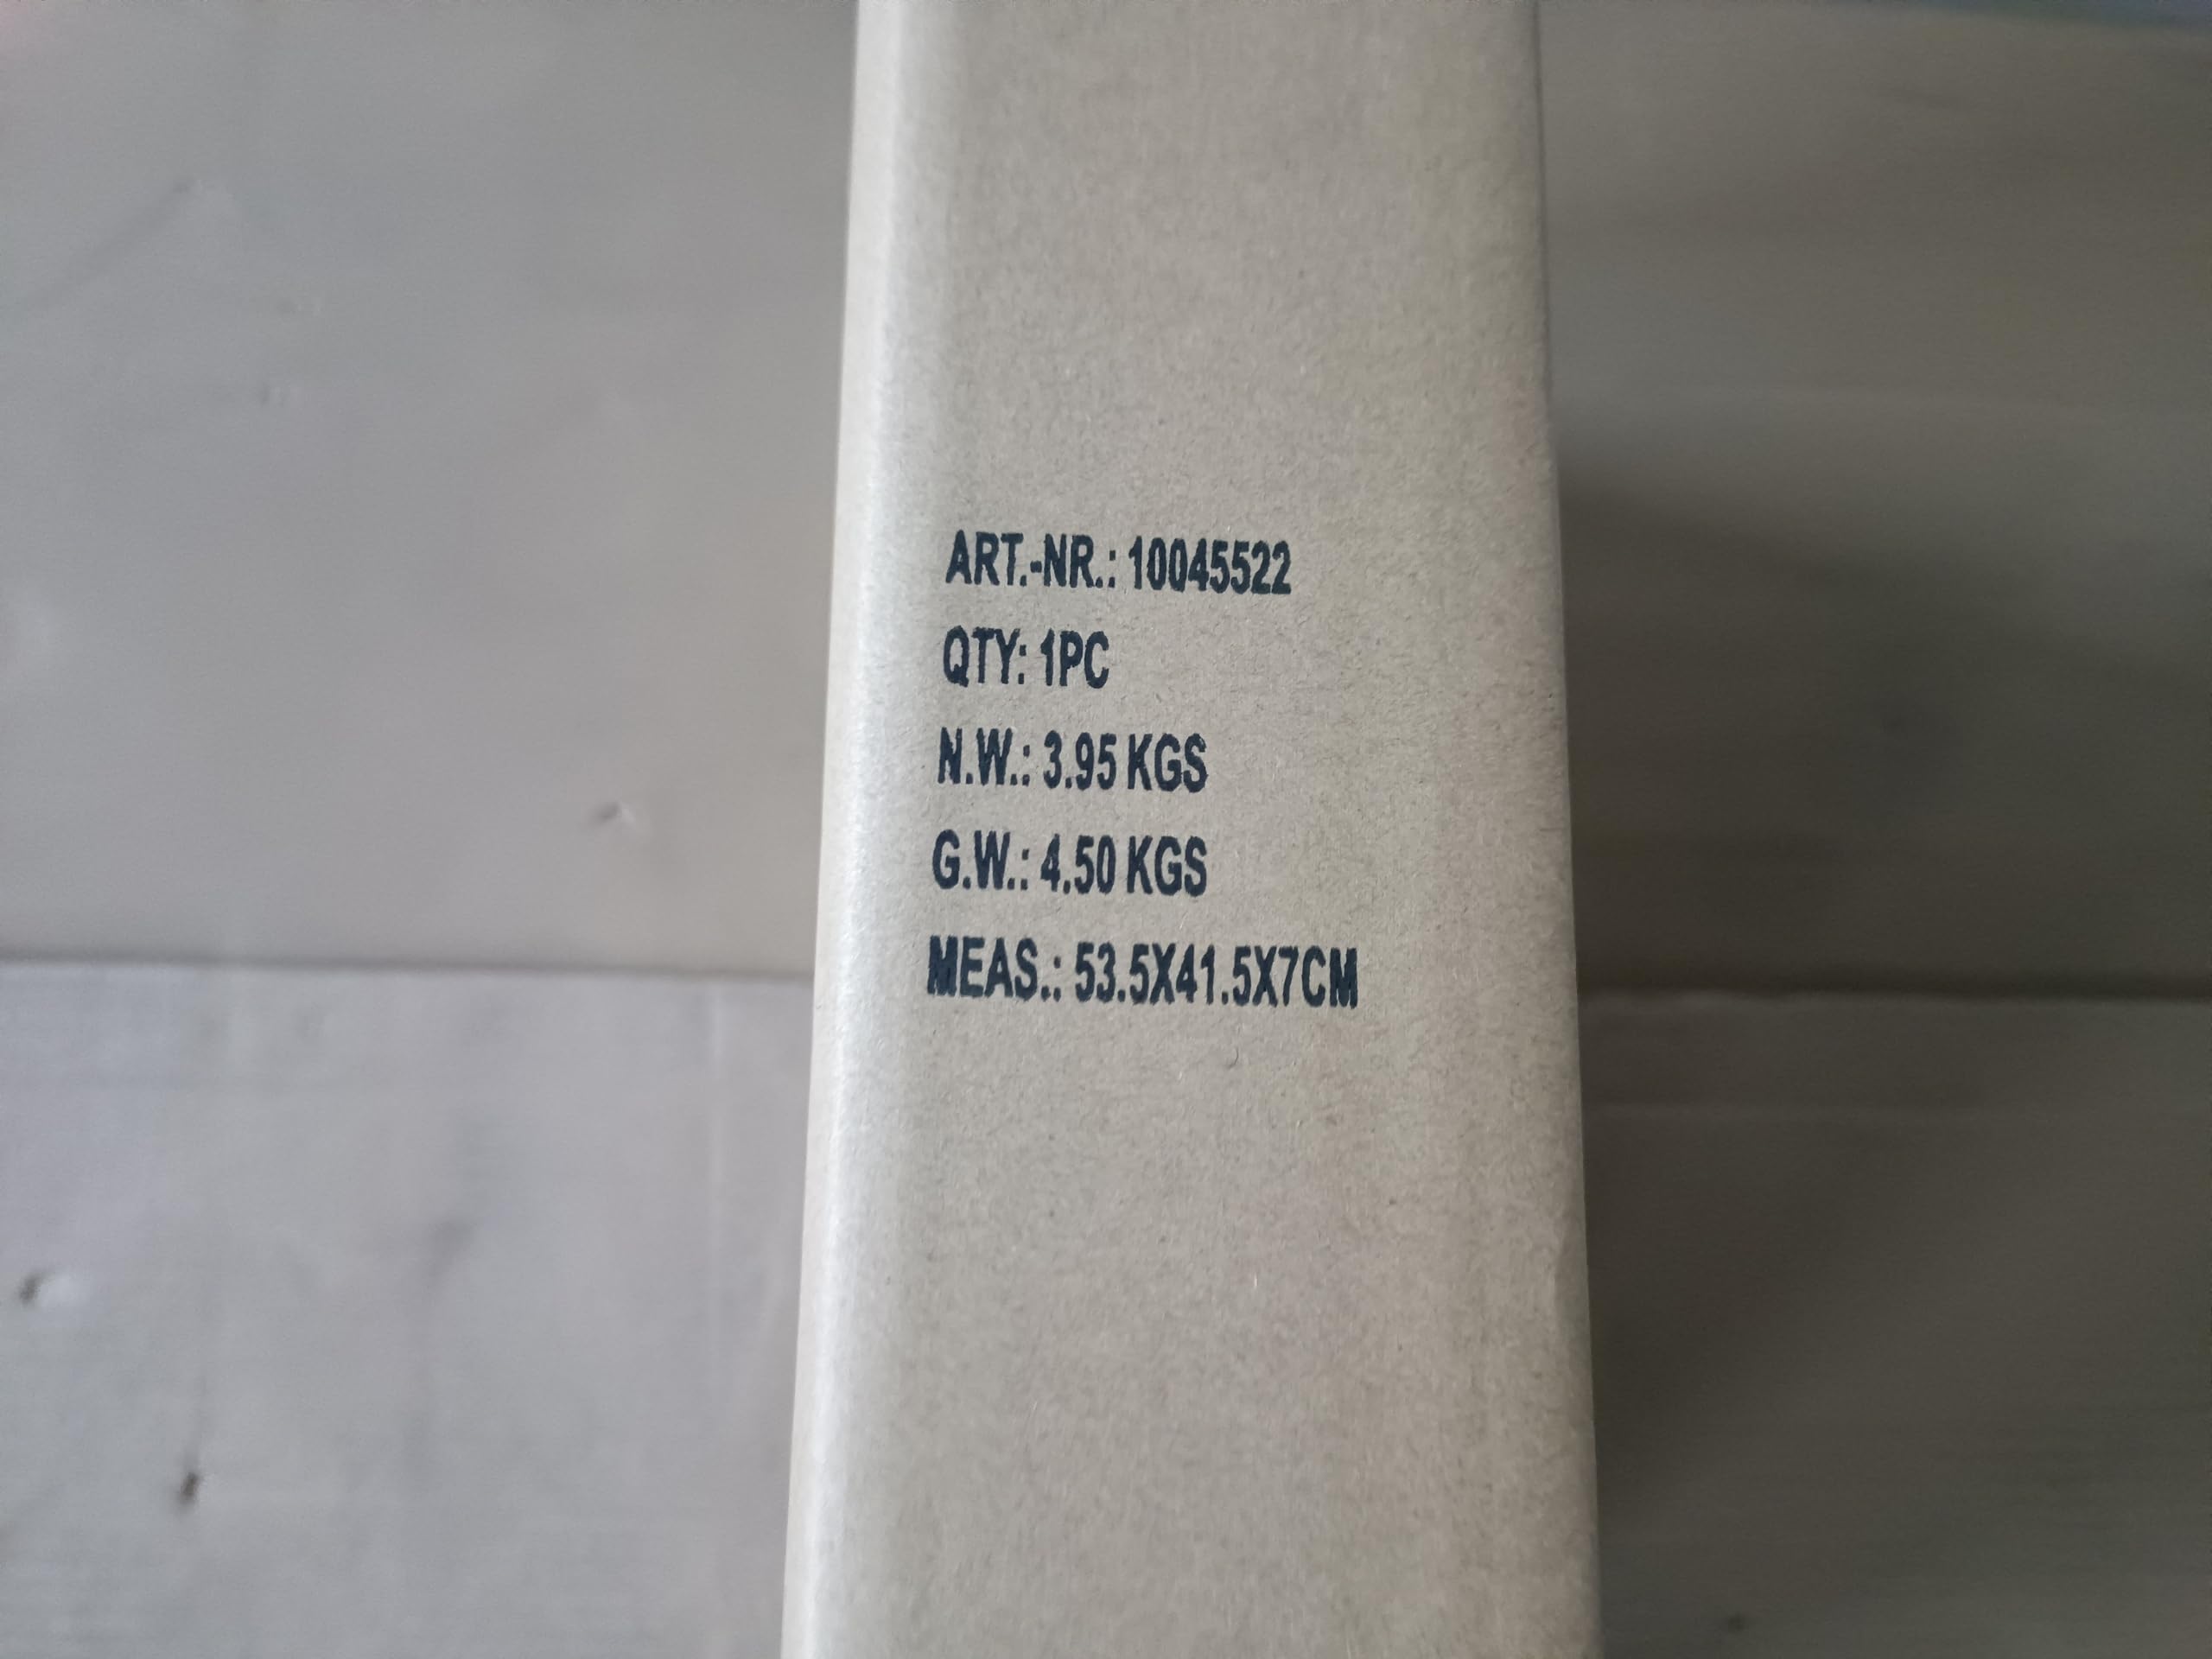 ART.-NR.: 10045522
QTY: 1PC
N.W.: 3.95 KGS
G.W.: 4.50 KGS
MEAS.: 53.5X41.5X7CM